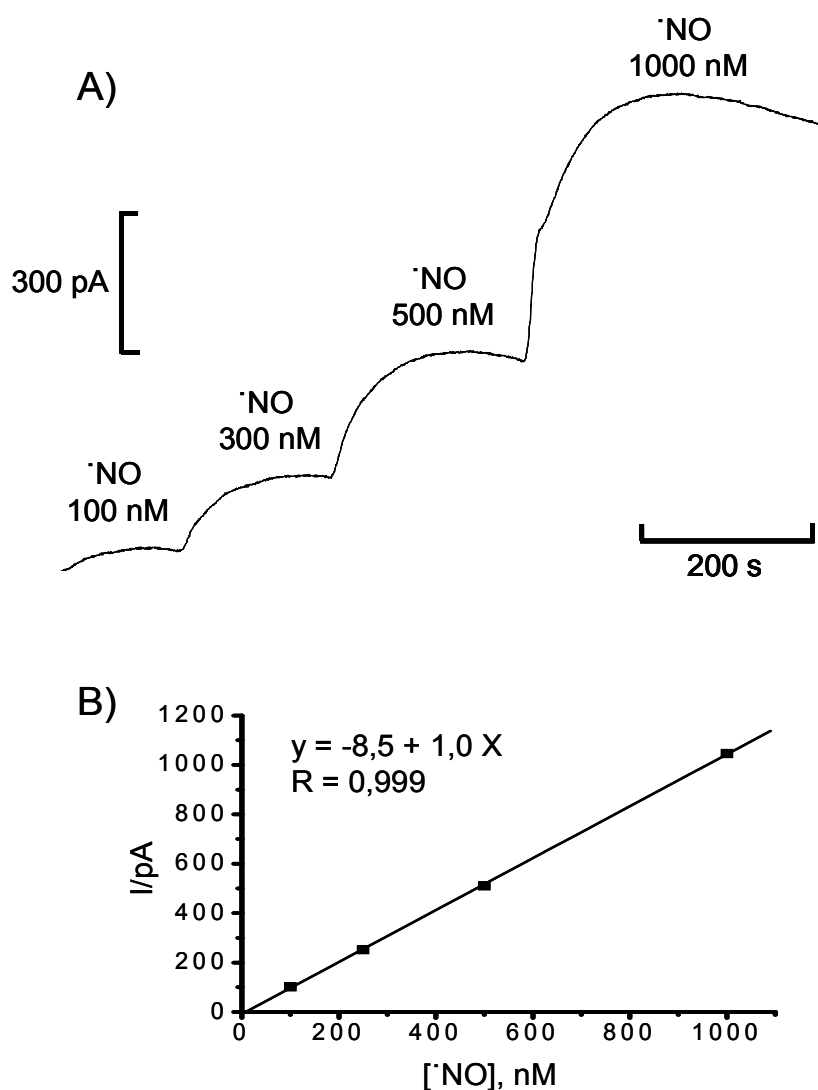 A)
˙NO
1000 nM
300 pA
˙NO
500 nM
˙NO
300 nM
˙NO
100 nM
200 s
B)
1200
1000
800
600
400
200
0
I/pA
y = -8,5 + 1,0 X
R = 0,999
0 200 400 600 800 1000
[˙NO], nM